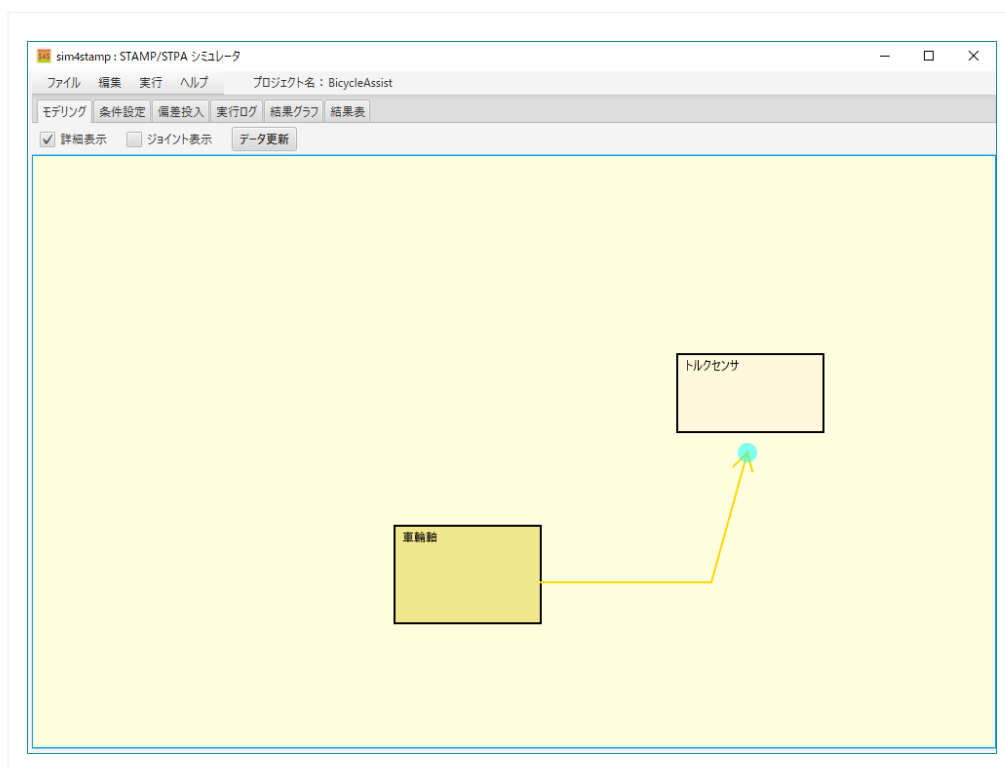 S4S sim4stamp : STAMP/STPA シミュレータ
ファイル 編集 実行 ヘルプ プロジェクト名 : BicycleAssist
モデリング 条件設定 偏差投入 実行ログ 結果グラフ 結果表
詳細表示 ジョイント表示 データ更新
トルクセンサ
車輪軸